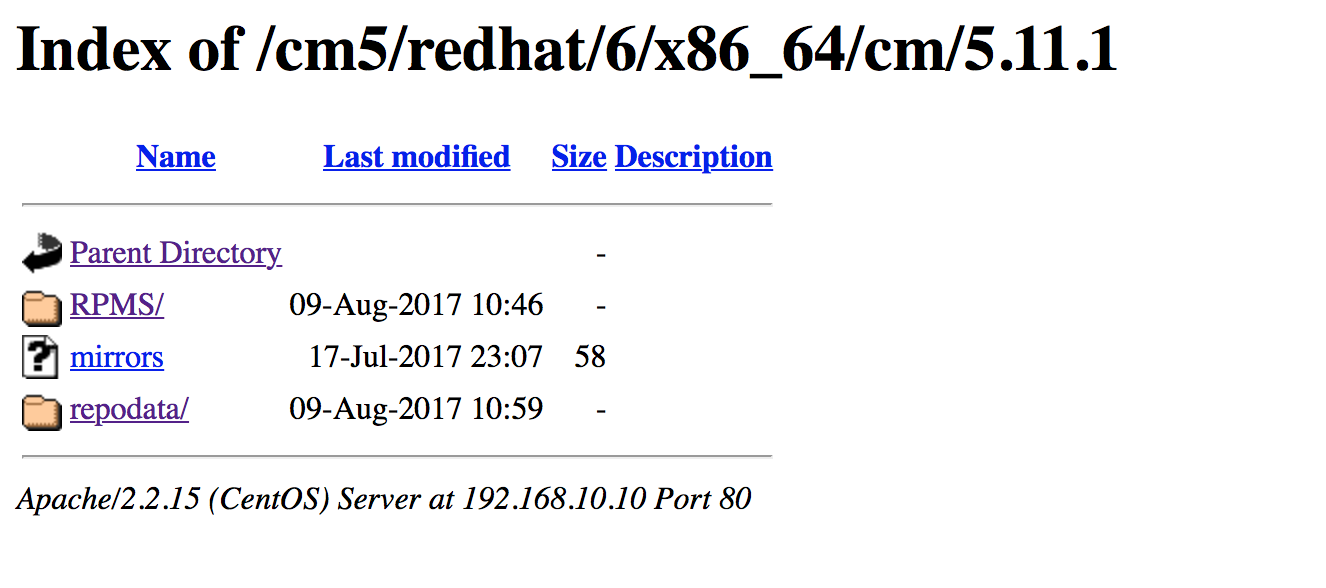 Index of /cm5/redhat/6/x86_64/cm/5.11.1
Name Last modified Size Description
Parent Directory -
RPMS/ 09-Aug-2017 10:46 -
mirrors 17-Jul-2017 23:07 58
repodata/ 09-Aug-2017 10:59 -
Apache/2.2.15 (CentOS) Server at 192.168.10.10 Port 80